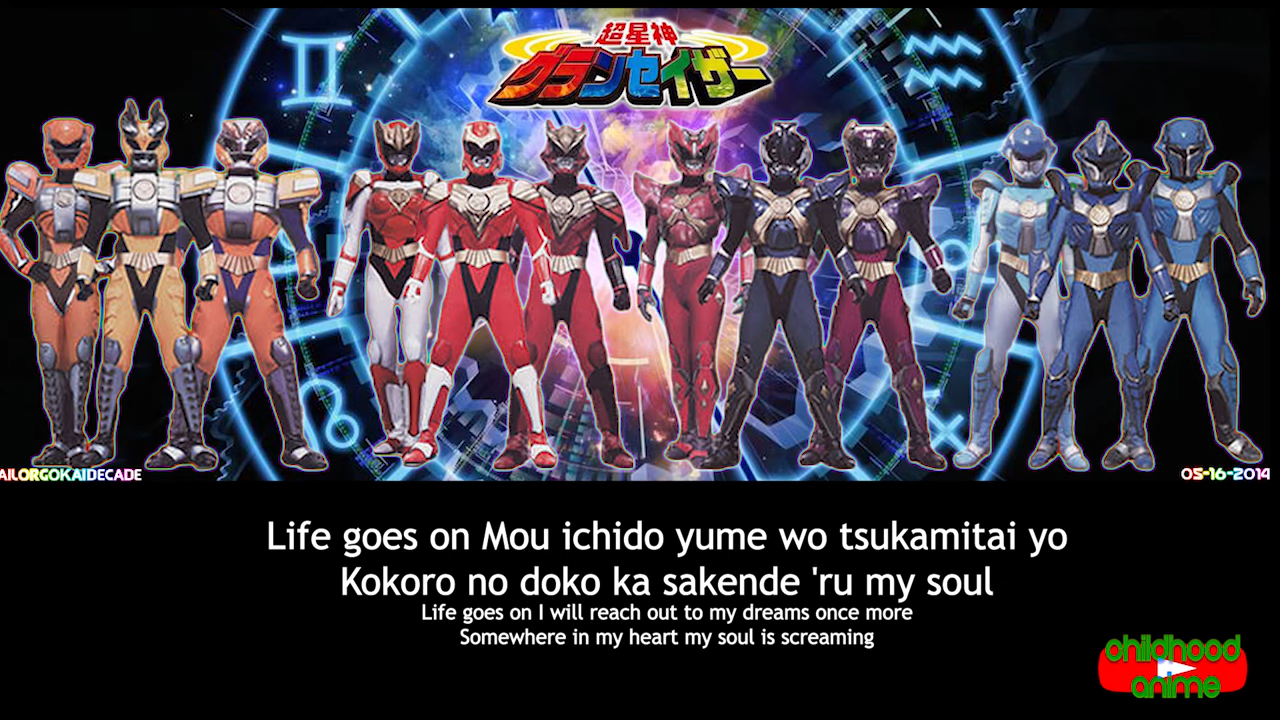 超星神
グランセイザー
AILORGOKAIDECADE
05-16-2014
Life goes on Mou ichido yume wo tsukamitai yo
Kokoro no doko ka sakende 'ru my soul
Life goes on I will reach out to my dreams once more
Somewhere in my heart my soul is screaming
childhood
anime